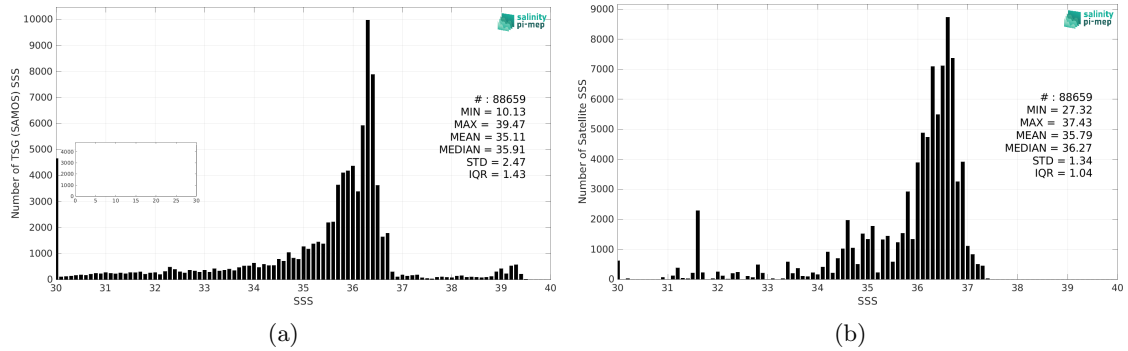 10000
9000
8000
7000
6000
5000
4000
3000
2000
1000
0
Number of TSG (SAMOS) SSS
30 31 32 33 34 35 36 37 38 39 40
SSS
4000
3000
2000
1000
0
0 5 10 15 20 25 30
salinity
pi-mep
# : 88659
MIN = 10.13
MAX = 39.47
MEAN = 35.11
MEDIAN = 35.91
STD = 2.47
IQR = 1.43
(a)
9000
8000
7000
6000
5000
4000
3000
2000
1000
0
Number of Satellite SSS
30 31 32 33 34 35 36 37 38 39 40
SSS
salinity
pi-mep
# : 88659
MIN = 27.32
MAX = 37.43
MEAN = 35.79
MEDIAN = 36.27
STD = 1.34
IQR = 1.04
(b)